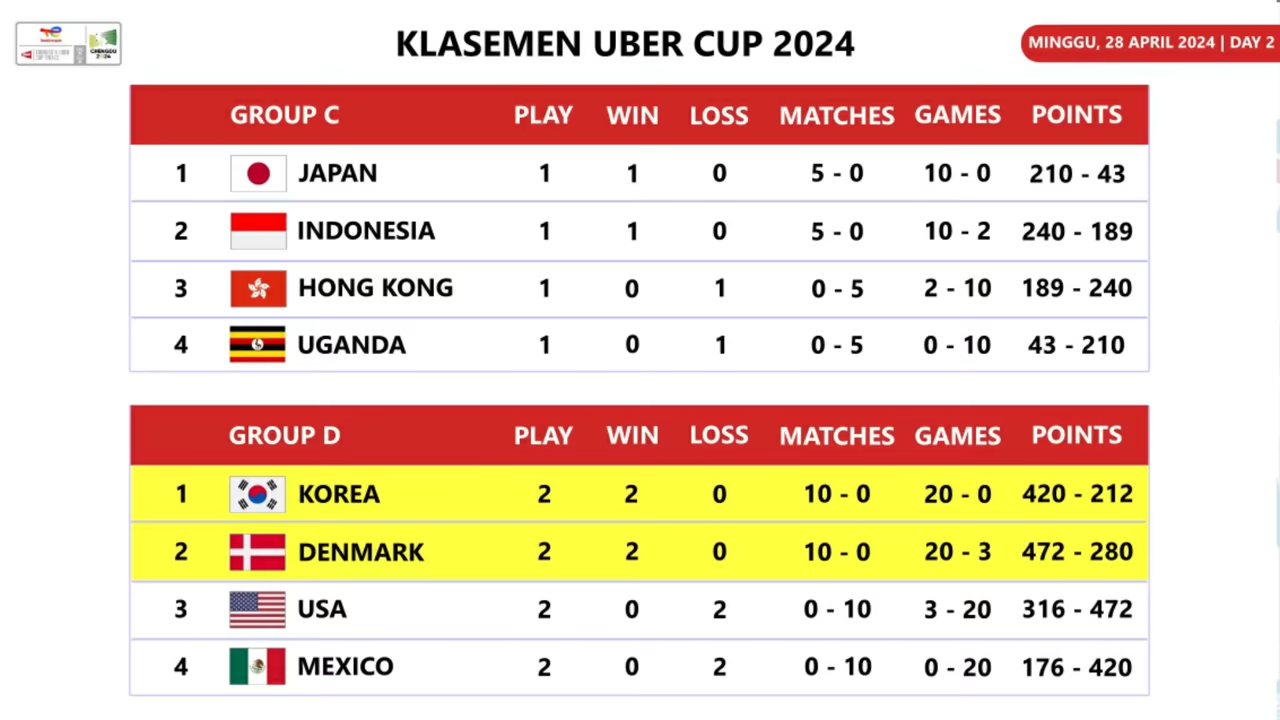 KLASEMEN UBER CUP 2024
MINGGU, 28 APRIL 2024 | DAY 2
CHENGDU
2024
GROUP C PLAY WIN LOSS MATCHES GAMES POINTS
1 JAPAN 1 1 0 5 - 0 10 - 0 210 - 43
2 INDONESIA 1 1 0 5 - 0 10 - 2 240 - 189
3 HONG KONG 1 0 1 0 - 5 2 - 10 189 - 240
4 UGANDA 1 0 1 0 - 5 0 - 10 43 - 210
GROUP D PLAY WIN LOSS MATCHES GAMES POINTS
1 KOREA 2 2 0 10 - 0 20 - 0 420 - 212
2 DENMARK 2 2 0 10 - 0 20 - 3 472 - 280
3 USA 2 0 2 0 - 10 3 - 20 316 - 472
4 MEXICO 2 0 2 0 - 10 0 - 20 176 - 420